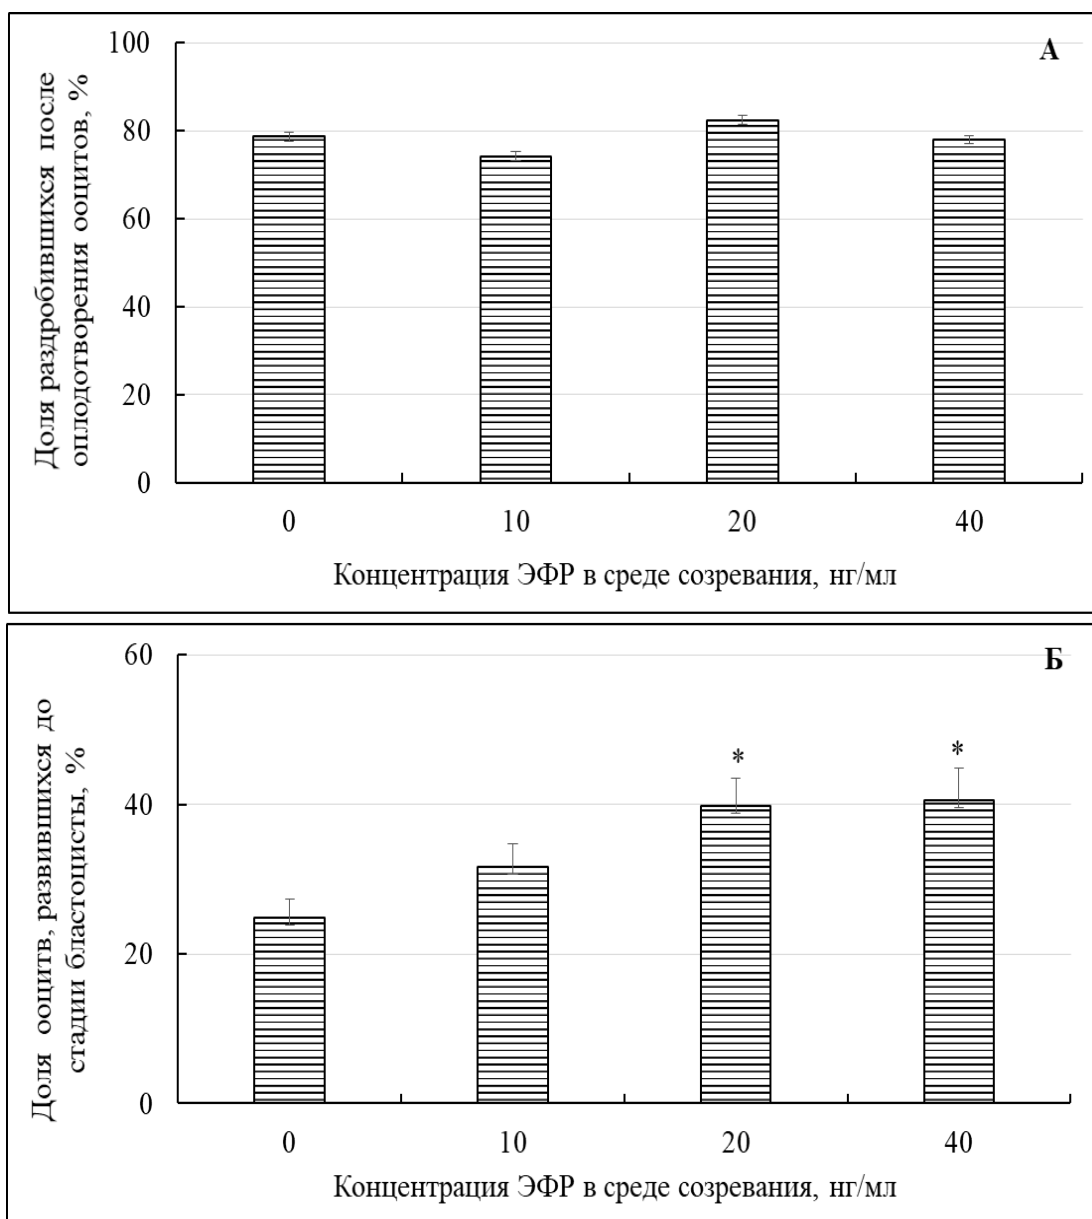 А
Доля раздробившихся после
оплодотворения ооцитов, %
100
80
60
40
20
0
0 10 20 40
Концентрация ЭФР в среде созревания, нг/мл
Б
Доля ооцитв, развившихся до
стадии бластоцисты, %
60
40
20
0
* *
0 10 20 40
Концентрация ЭФР в среде созревания, нг/мл